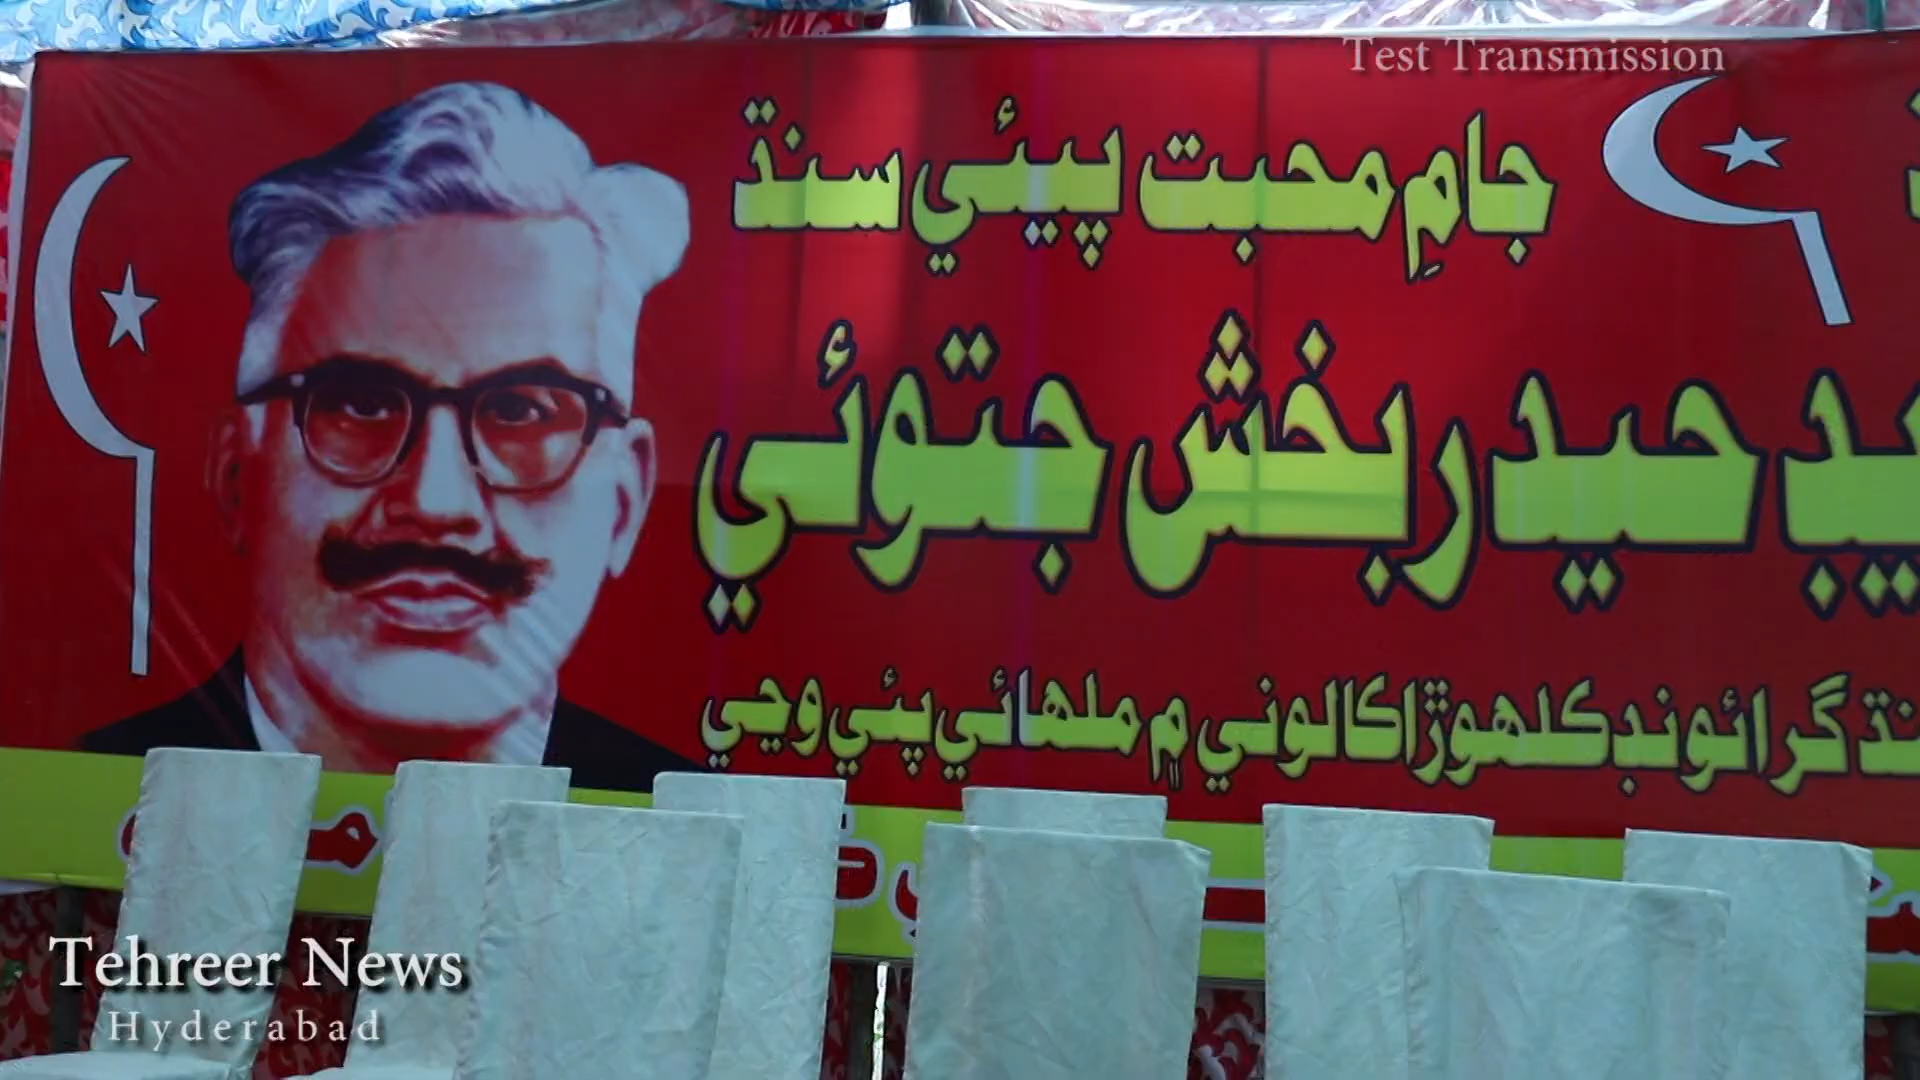 Test Transmission
جامِ محبت پيئي سنڌ
حيدربخش جتوئي
گرائونڊ ڪلهوڙا ڪالوني ۾ ملهائي پئي وڃي
Tehreer News
Hyderabad